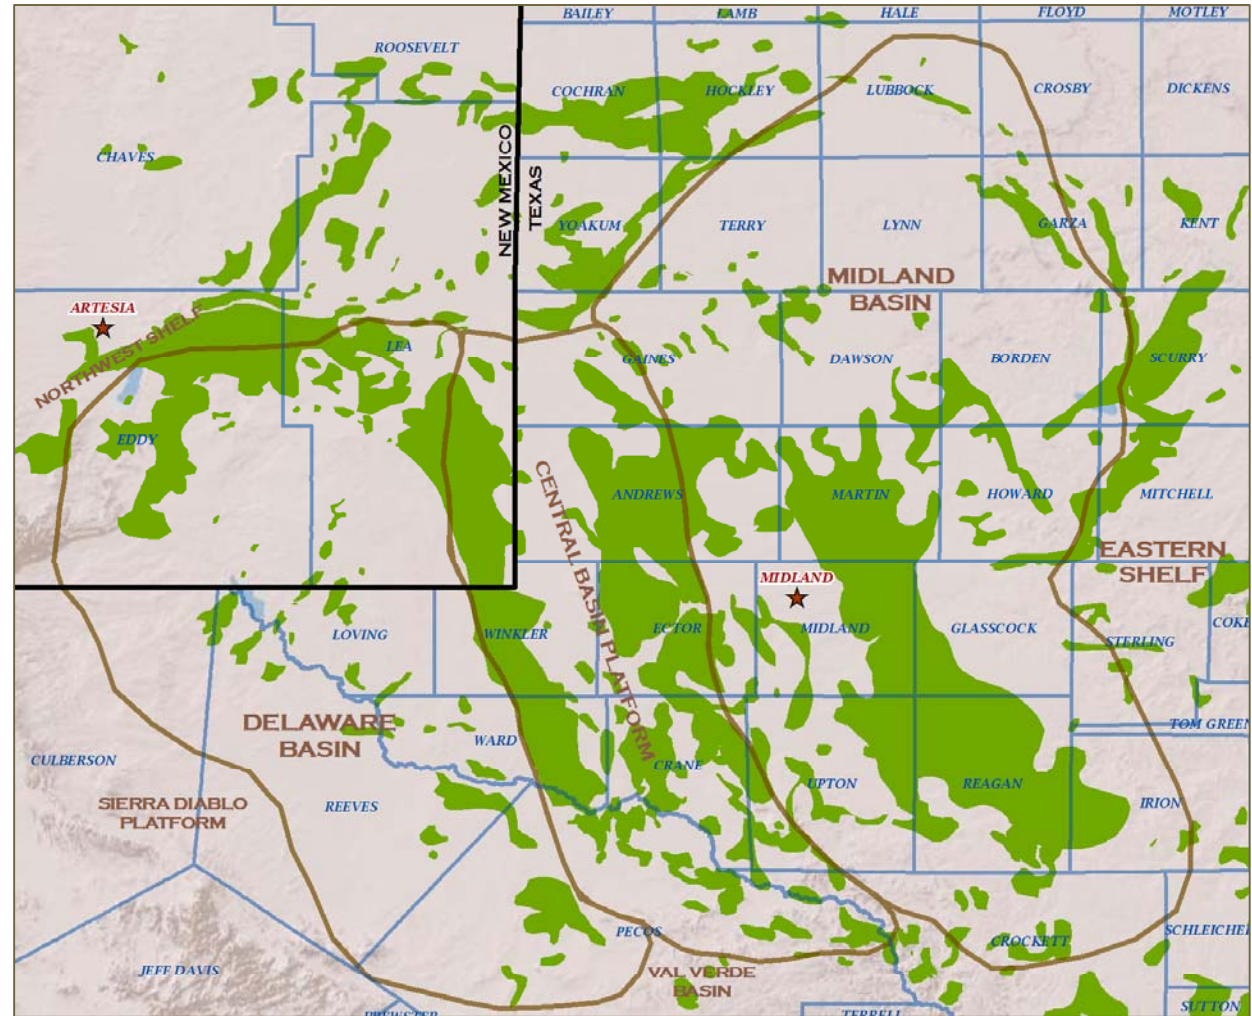 BAILEY
LAMB
HALE
FLOYD
MOTLEY
ROOSEVELT
COCHRAN
HOCKLEY
LUBBOCK
CROSBY
DICKENS
CHAVES
NEW MEXICO
TEXAS
YOAKUM
TERRY
LYNN
GARZA
KENT
MIDLAND
BASIN
ARTESIA
NORTHWEST SHELF
LEA
GAINES
DAWSON
BORDEN
SCURRY
EDDY
CENTRAL BASIN PLATFORM
ANDREWS
MARTIN
HOWARD
MITCHELL
EASTERN
SHELF
MIDLAND
LOVING
WINKLER
ECTOR
MIDLAND
GLASSCOCK
STERLING
COKE
DELAWARE
BASIN
WARD
CRANE
UPTON
REAGAN
TOM GREEN
CULBERSON
SIERRA DIABLO
PLATFORM
REEVES
IRION
PECOS
CROCKETT
SCHLEICHER
JEFF DAVIS
VAL VERDE
BASIN
BREWSTER
TERRELL
SUTTON